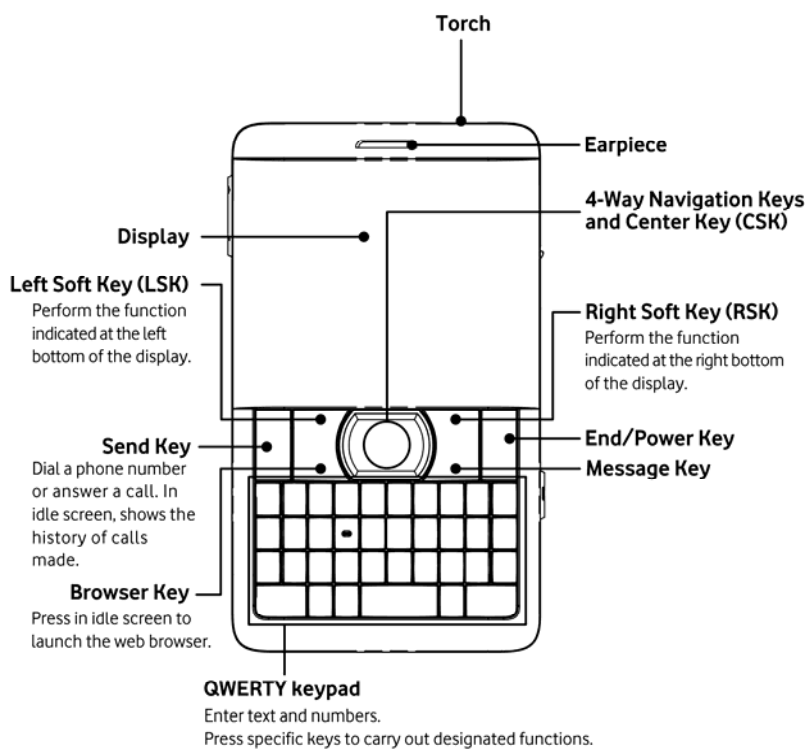 Torch
Earpiece
4-Way Navigation Keys
and Center Key (CSK)
Display
Left Soft Key (LSK)
Perform the function
indicated at the left
bottom of the display.
Right Soft Key (RSK)
Perform the function
indicated at the right bottom
of the display.
Send Key
Dial a phone number
or answer a call. In
idle screen, shows the
history of calls
made.
End/Power Key
Message Key
Browser Key
Press in idle screen to
launch the web browser.
QWERTY keypad
Enter text and numbers.
Press specific keys to carry out designated functions.